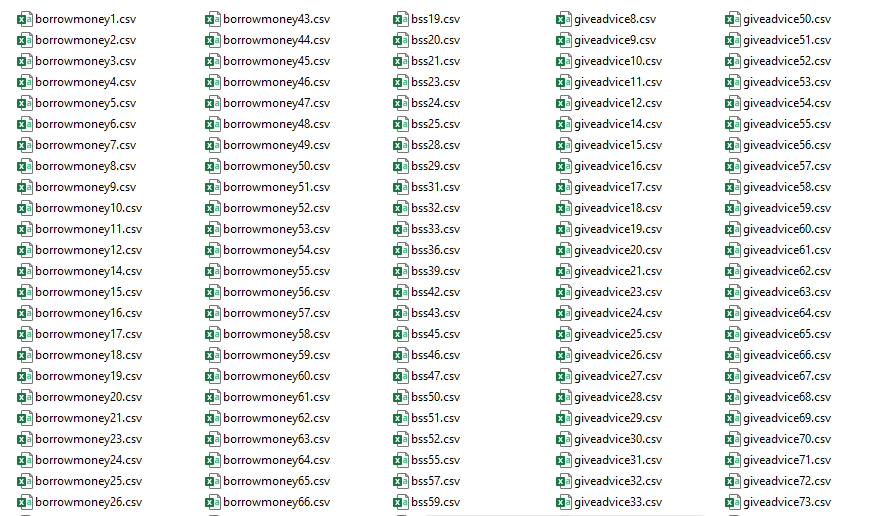 borrowmoney1.csv
borrowmoney2.csv
borrowmoney3.csv
borrowmoney4.csv
borrowmoney5.csv
borrowmoney6.csv
borrowmoney7.csv
borrowmoney8.csv
borrowmoney9.csv
borrowmoney10.csv
borrowmoney11.csv
borrowmoney12.csv
borrowmoney14.csv
borrowmoney15.csv
borrowmoney16.csv
borrowmoney17.csv
borrowmoney18.csv
borrowmoney19.csv
borrowmoney20.csv
borrowmoney21.csv
borrowmoney23.csv
borrowmoney24.csv
borrowmoney25.csv
borrowmoney26.csv
borrowmoney43.csv
borrowmoney44.csv
borrowmoney45.csv
borrowmoney46.csv
borrowmoney47.csv
borrowmoney48.csv
borrowmoney49.csv
borrowmoney50.csv
borrowmoney51.csv
borrowmoney52.csv
borrowmoney53.csv
borrowmoney54.csv
borrowmoney55.csv
borrowmoney56.csv
borrowmoney57.csv
borrowmoney58.csv
borrowmoney59.csv
borrowmoney60.csv
borrowmoney61.csv
borrowmoney62.csv
borrowmoney63.csv
borrowmoney64.csv
borrowmoney65.csv
borrowmoney66.csv
bss19.csv
bss20.csv
bss21.csv
bss23.csv
bss24.csv
bss25.csv
bss28.csv
bss29.csv
bss31.csv
bss32.csv
bss33.csv
bss36.csv
bss39.csv
bss42.csv
bss43.csv
bss45.csv
bss46.csv
bss47.csv
bss50.csv
bss51.csv
bss52.csv
bss55.csv
bss57.csv
bss59.csv
giveadvice8.csv
giveadvice9.csv
giveadvice10.csv
giveadvice11.csv
giveadvice12.csv
giveadvice14.csv
giveadvice15.csv
giveadvice16.csv
giveadvice17.csv
giveadvice18.csv
giveadvice19.csv
giveadvice20.csv
giveadvice21.csv
giveadvice23.csv
giveadvice24.csv
giveadvice25.csv
giveadvice26.csv
giveadvice27.csv
giveadvice28.csv
giveadvice29.csv
giveadvice30.csv
giveadvice31.csv
giveadvice32.csv
giveadvice33.csv
giveadvice50.csv
giveadvice51.csv
giveadvice52.csv
giveadvice53.csv
giveadvice54.csv
giveadvice55.csv
giveadvice56.csv
giveadvice57.csv
giveadvice58.csv
giveadvice59.csv
giveadvice60.csv
giveadvice61.csv
giveadvice62.csv
giveadvice63.csv
giveadvice64.csv
giveadvice65.csv
giveadvice66.csv
giveadvice67.csv
giveadvice68.csv
giveadvice69.csv
giveadvice70.csv
giveadvice71.csv
giveadvice72.csv
giveadvice73.csv